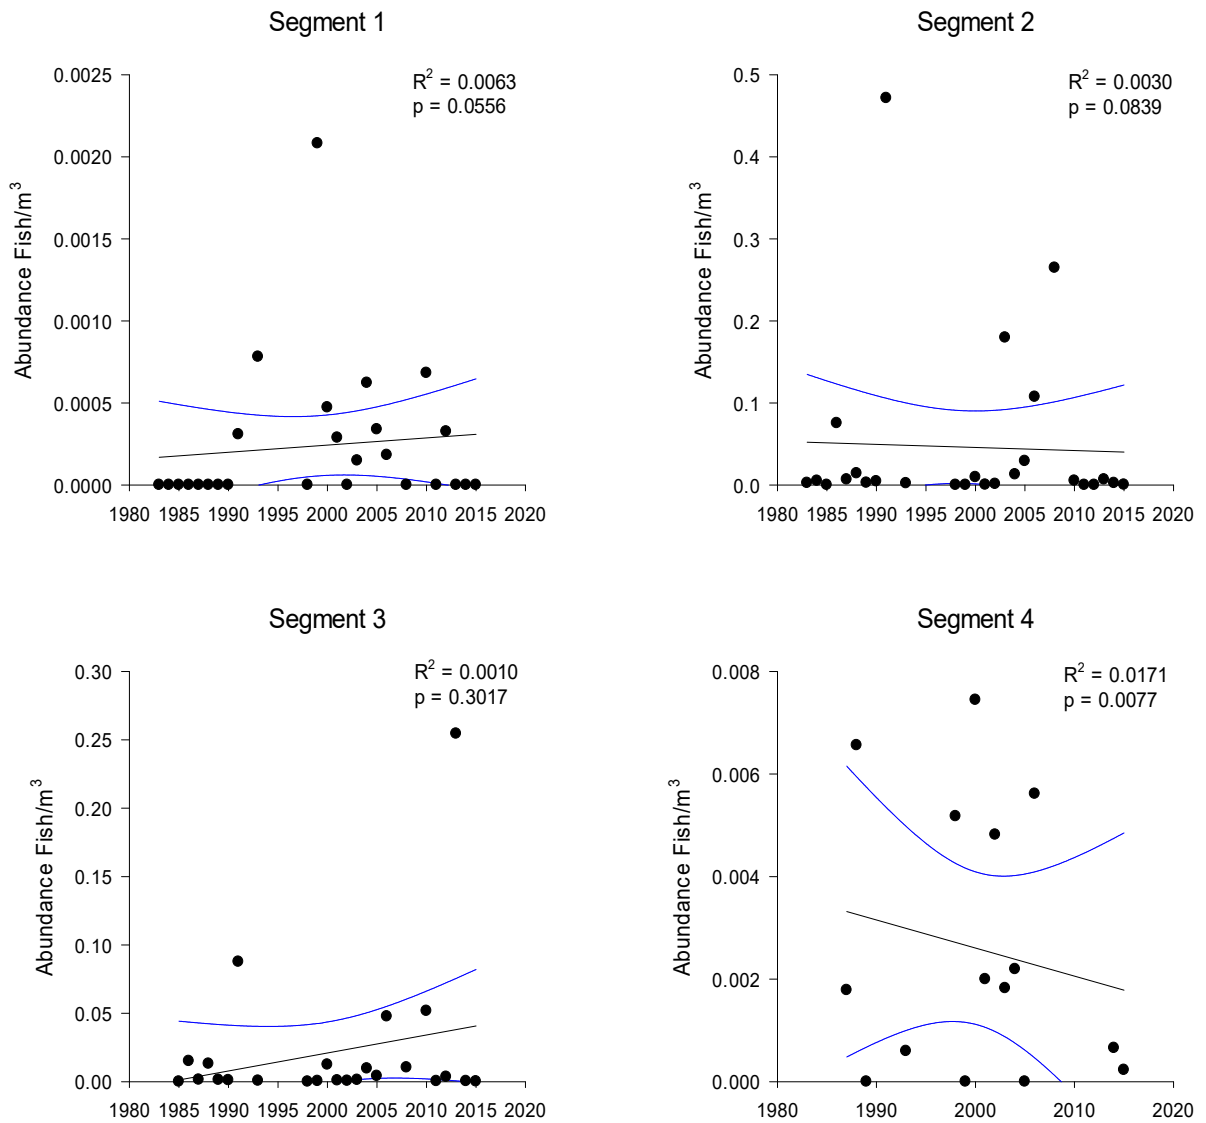 Segment 1
R² = 0.0063
p = 0.0556
Abundance Fish/m³
0.0025
0.0020
0.0015
0.0010
0.0005
0.0000
1980 1985 1990 1995 2000 2005 2010 2015 2020
Segment 2
R² = 0.0030
p = 0.0839
Abundance Fish/m³
0.5
0.4
0.3
0.2
0.1
0.0
1980 1985 1990 1995 2000 2005 2010 2015 2020
Segment 3
R² = 0.0010
p = 0.3017
Abundance Fish/m³
0.30
0.25
0.20
0.15
0.10
0.05
0.00
1980 1985 1990 1995 2000 2005 2010 2015 2020
Segment 4
R² = 0.0171
p = 0.0077
Abundance Fish/m³
0.008
0.006
0.004
0.002
0.000
1980 1990 2000 2010 2020